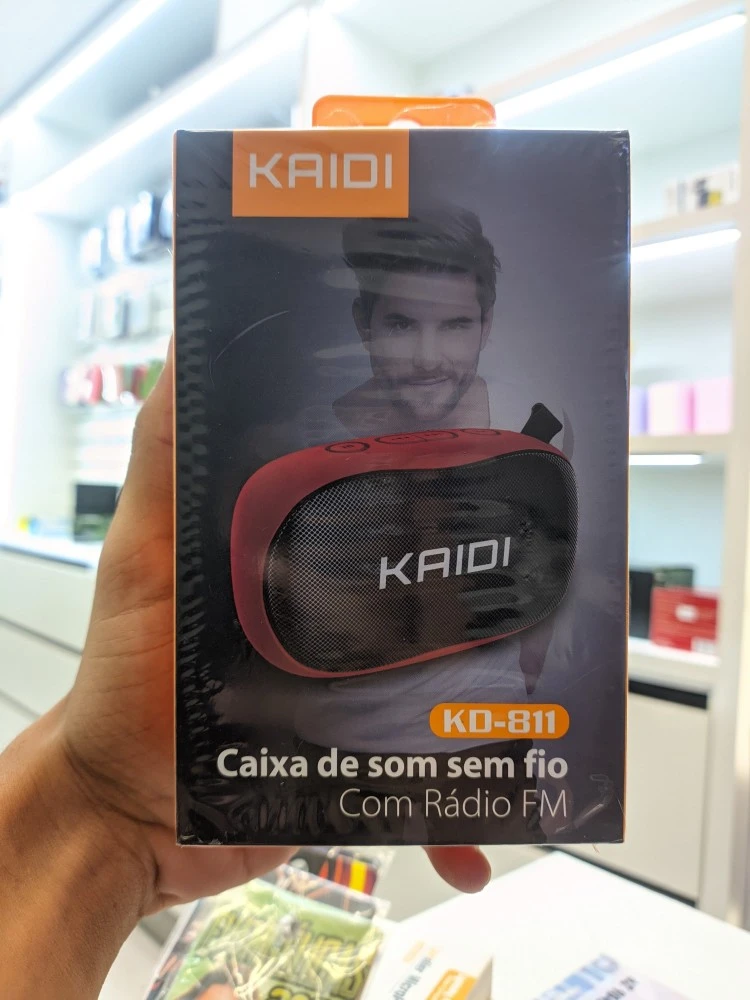 KAIDI
KAIDI
KD-811
Caixa de som sem fio
Com Rádio FM